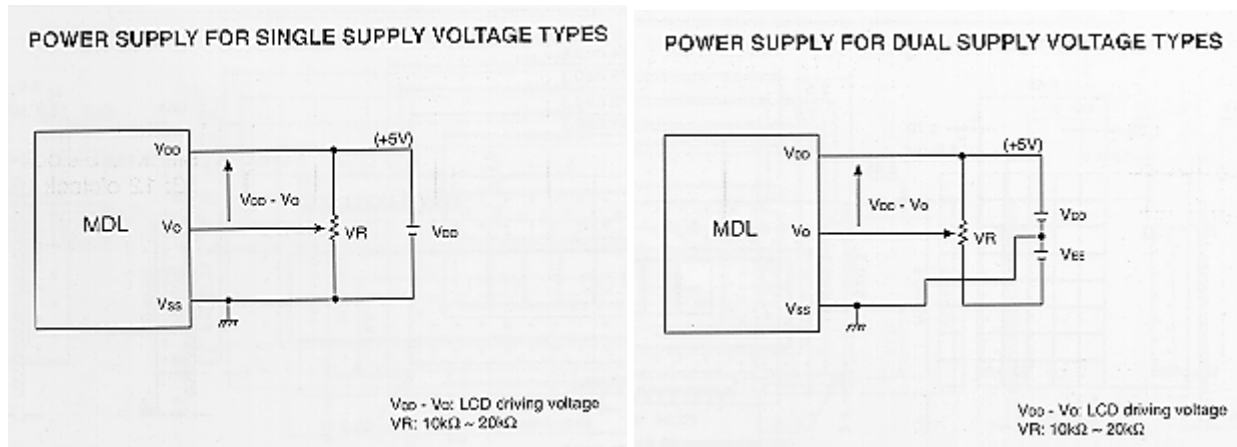 POWER SUPPLY FOR SINGLE SUPPLY VOLTAGE TYPES
VDD
(+5V)
VDD - VO
MDL
VO
VR
VDD
VSS
VDD - VO: LCD driving voltage
VR: 10kΩ ~ 20kΩ
POWER SUPPLY FOR DUAL SUPPLY VOLTAGE TYPES
VDD
(+5V)
VDD - VO
VDD
MDL
VO
VR
VEE
VSS
VDD - VO: LCD driving voltage
VR: 10kΩ ~ 20kΩ